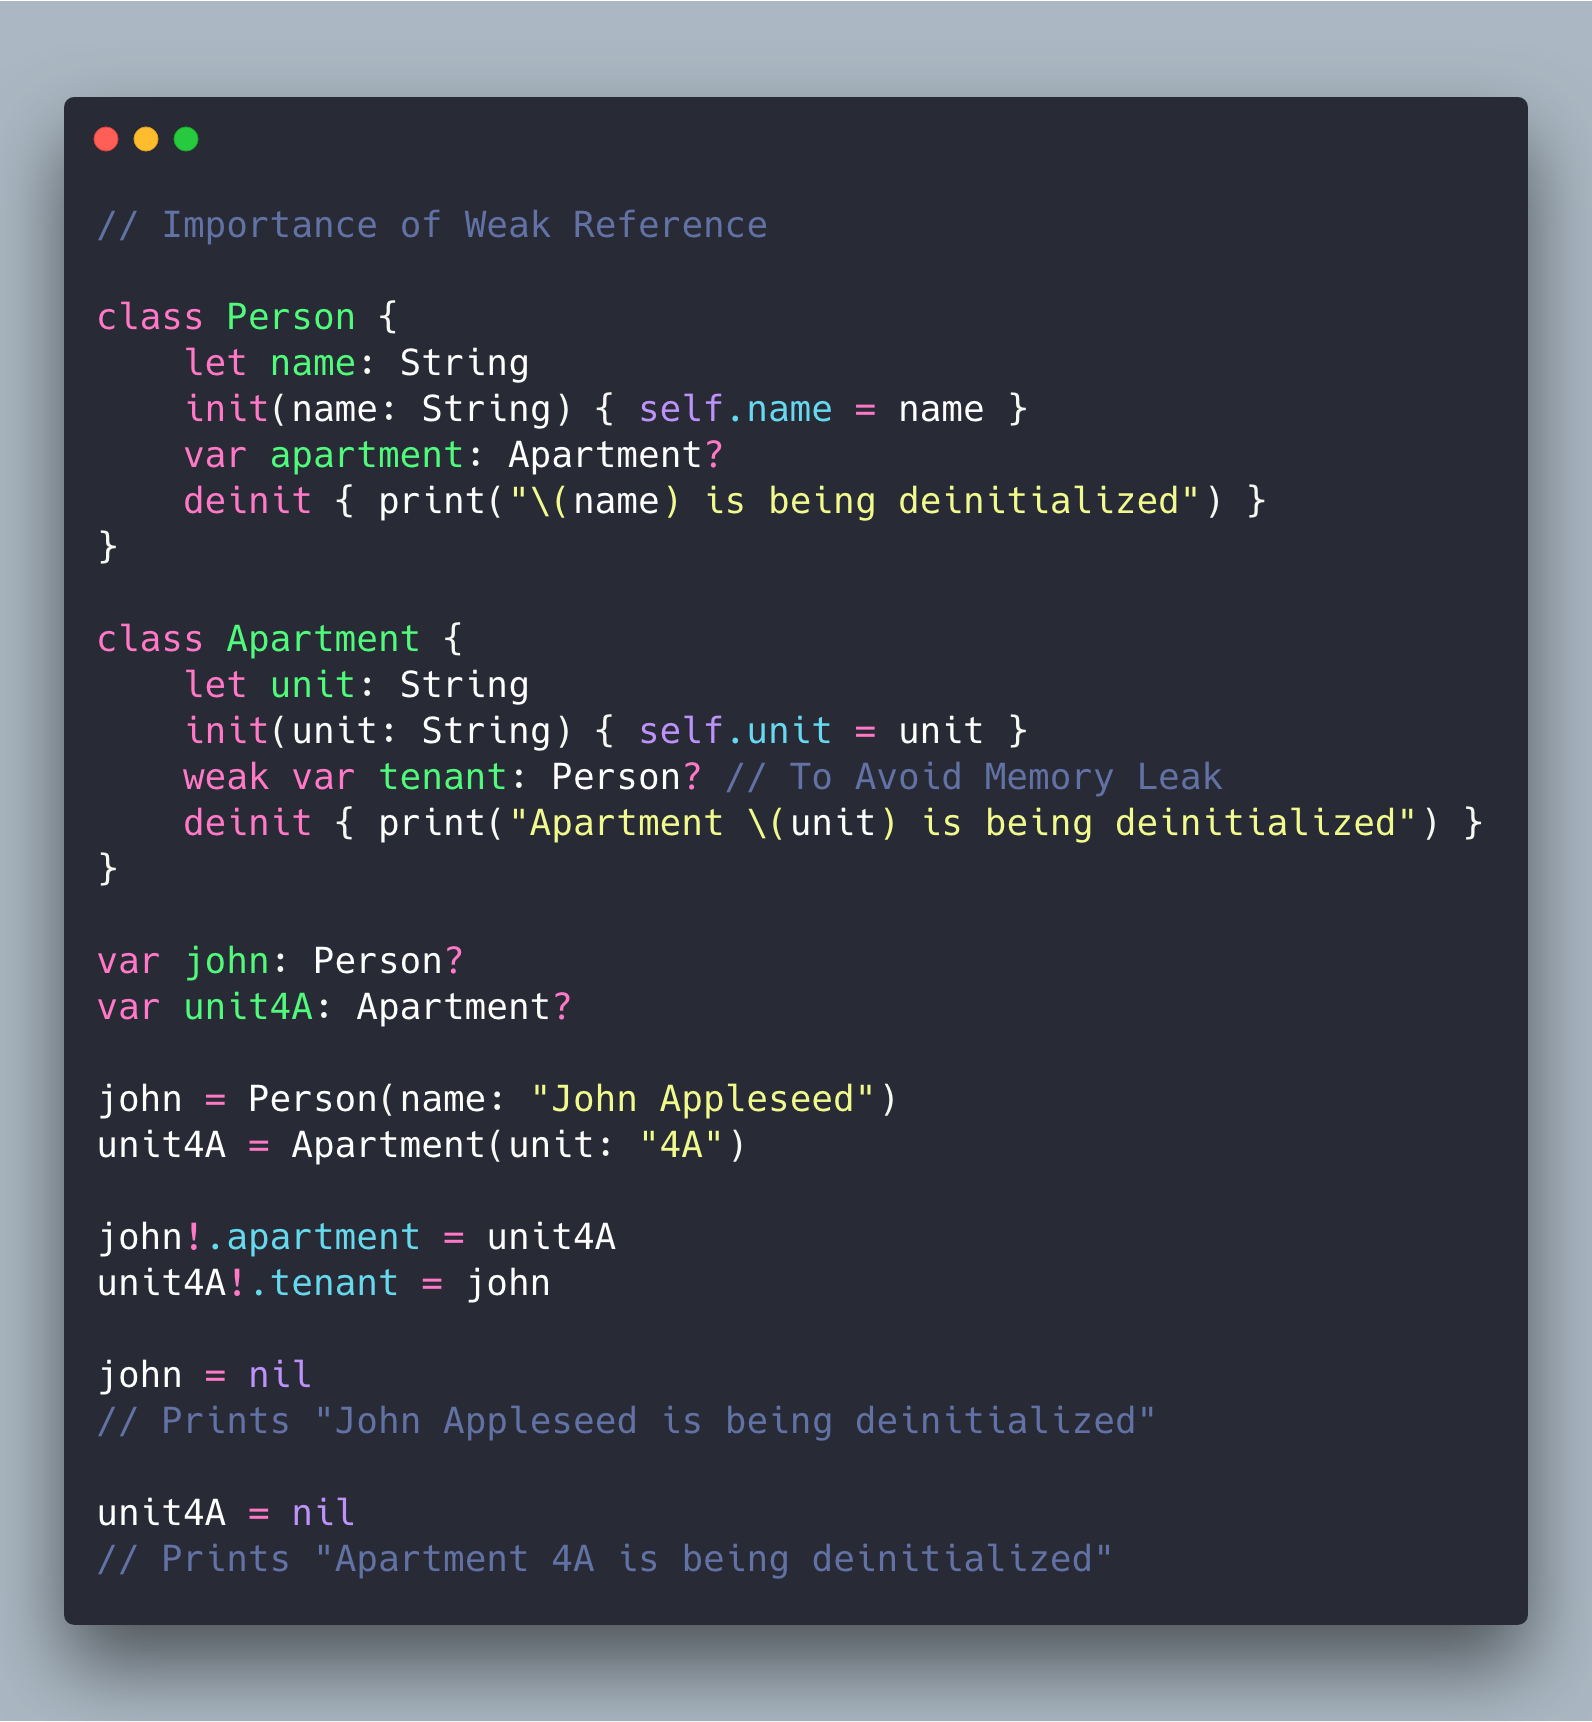 // Importance of Weak Reference

class Person {
    let name: String
    init(name: String) { self.name = name }
    var apartment: Apartment?
    deinit { print("\(name) is being deinitialized") }
}

class Apartment {
    let unit: String
    init(unit: String) { self.unit = unit }
    weak var tenant: Person? // To Avoid Memory Leak
    deinit { print("Apartment \(unit) is being deinitialized") }
}

var john: Person?
var unit4A: Apartment?

john = Person(name: "John Appleseed")
unit4A = Apartment(unit: "4A")

john!.apartment = unit4A
unit4A!.tenant = john

john = nil
// Prints "John Appleseed is being deinitialized"

unit4A = nil
// Prints "Apartment 4A is being deinitialized"